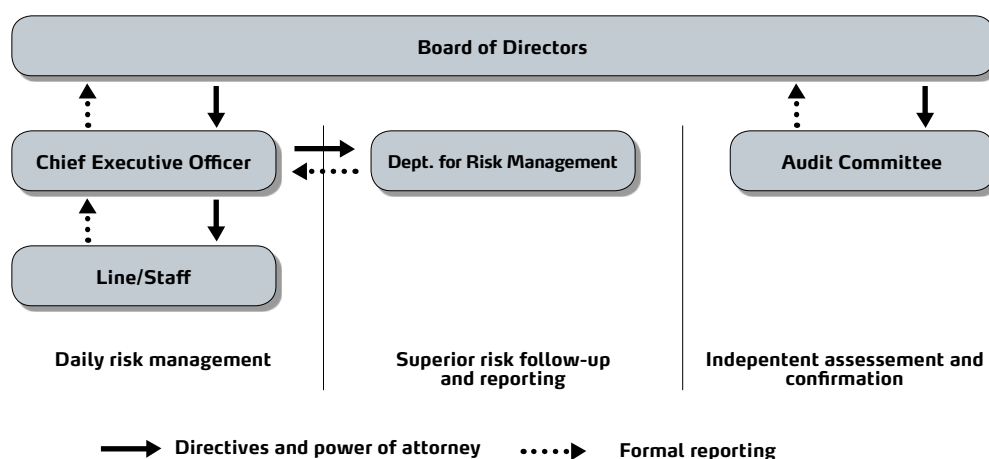 Board of Directors
Chief Executive Officer
Dept. for Risk Management
Audit Committee
Line/Staff
Daily risk management
Superior risk follow-up
and reporting
Indepentent assessement and
confirmation
Directives and power of attorney
Formal reporting